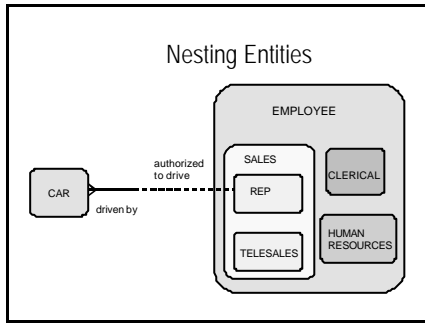 Nesting Entities
EMPLOYEE
authorized
to drive
SALES
CLERICAL
CAR
REP
driven by
HUMAN
RESOURCES
TELESALES